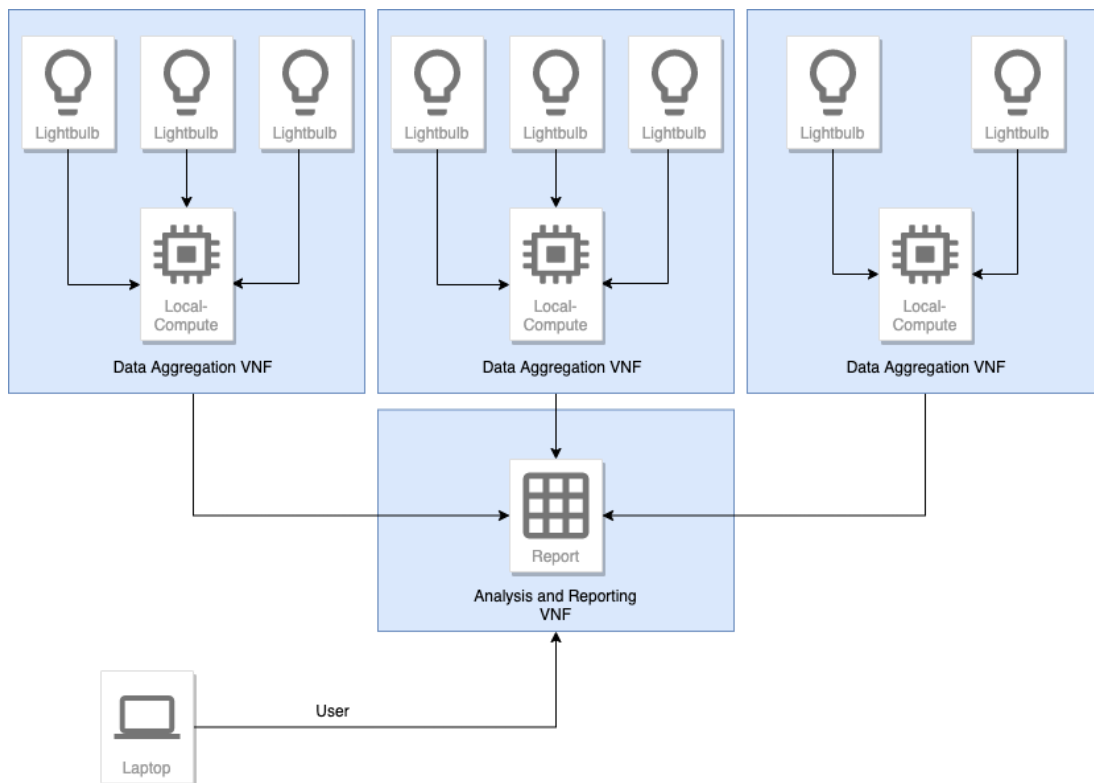 Lightbulb
Lightbulb
Lightbulb
Local-
Compute
Data Aggregation VNF
Lightbulb
Lightbulb
Lightbulb
Local-
Compute
Data Aggregation VNF
Lightbulb
Lightbulb
Local-
Compute
Data Aggregation VNF
Report
Analysis and Reporting
VNF
User
Laptop